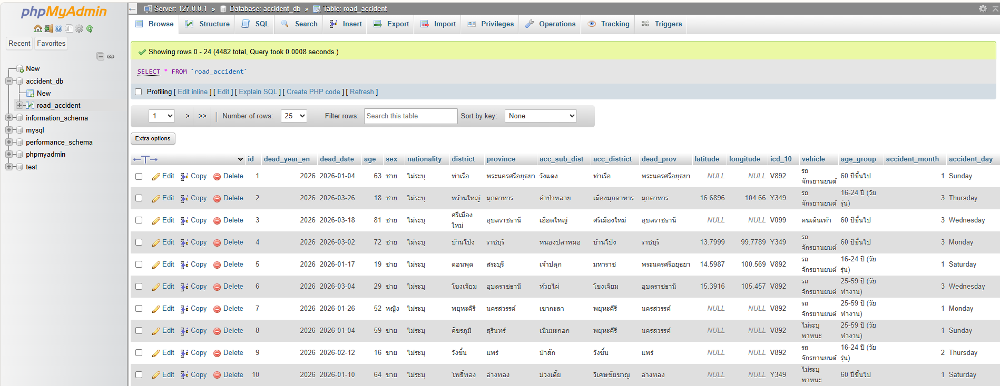 phpMyAdmin
Recent Favorites
New
accident_db
New
road_accident
information_schema
mysql
performance_schema
phpmyadmin
test
Server: 127.0.0.1 » Database: accident_db » Table: road_accident
Browse Structure SQL Search Insert Export Import Privileges Operations Tracking Triggers
Showing rows 0 - 24 (4482 total, Query took 0.0008 seconds.)
SELECT * FROM `road_accident`
Profiling [ Edit inline ] [ Edit ] [ Explain SQL ] [ Create PHP code ] [ Refresh ]
1 > >> | Number of rows: 25 Filter rows: Search this table Sort by key: None
Extra options
←T→ id dead_year_en dead_date age sex nationality district province acc_sub_dist acc_district dead_prov latitude longitude icd_10 vehicle age_group accident_month accident_day
Edit Copy Delete 1 2026 2026-01-04 63 ชาย ไม่ระบุ ท่าเรือ พระนครศรีอยุธยา วังแดง ท่าเรือ พระนครศรีอยุธยา NULL NULL V892 รถจักรยานยนต์ 60 ปีขึ้นไป 1 Sunday
Edit Copy Delete 2 2026 2026-03-26 18 ชาย ไม่ระบุ หว้านใหญ่ มุกดาหาร คำป่าหลาย เมืองมุกดาหาร มุกดาหาร 16.6896 104.66 Y349 รถจักรยานยนต์ 16-24 ปี (วัยรุ่น) 3 Thursday
Edit Copy Delete 3 2026 2026-03-18 81 ชาย ไม่ระบุ ศรีเมืองใหม่ อุบลราชธานี เอือดใหญ่ ศรีเมืองใหม่ อุบลราชธานี NULL NULL V099 คนเดินเท้า 60 ปีขึ้นไป 3 Wednesday
Edit Copy Delete 4 2026 2026-03-02 72 ชาย ไม่ระบุ บ้านโป่ง ราชบุรี หนองปลาหมอ บ้านโป่ง ราชบุรี 13.7999 99.7789 Y349 รถจักรยานยนต์ 60 ปีขึ้นไป 3 Monday
Edit Copy Delete 5 2026 2026-01-17 19 ชาย ไม่ระบุ ดอนพุด สระบุรี เจ้าปลุก มหาราช พระนครศรีอยุธยา 14.5987 100.569 V892 รถจักรยานยนต์ 16-24 ปี (วัยรุ่น) 1 Saturday
Edit Copy Delete 6 2026 2026-03-04 29 ชาย ไม่ระบุ โขงเจียม อุบลราชธานี ห้วยไผ่ โขงเจียม อุบลราชธานี 15.3916 105.457 V892 รถจักรยานยนต์ 25-59 ปี (วัยทำงาน) 3 Wednesday
Edit Copy Delete 7 2026 2026-01-26 52 หญิง ไม่ระบุ พยุหะคีรี นครสวรรค์ เขากะลา พยุหะคีรี นครสวรรค์ NULL NULL V892 รถจักรยานยนต์ 25-59 ปี (วัยทำงาน) 1 Monday
Edit Copy Delete 8 2026 2026-01-04 59 ชาย ไม่ระบุ ศีขรภูมิ สุรินทร์ เนินมะกอก พยุหะคีรี นครสวรรค์ NULL NULL V892 ไม่ระบุพาหนะ 25-59 ปี (วัยทำงาน) 1 Sunday
Edit Copy Delete 9 2026 2026-02-12 16 ชาย ไม่ระบุ วังชิ้น แพร่ ป่าสัก วังชิ้น แพร่ NULL NULL V892 รถจักรยานยนต์ 16-24 ปี (วัยรุ่น) 2 Thursday
Edit Copy Delete 10 2026 2026-01-10 64 ชาย ไม่ระบุ โพธิ์ทอง อ่างทอง ม่วงเตี้ย วิเศษชัยชาญ อ่างทอง NULL NULL Y349 ไม่ระบุพาหนะ 60 ปีขึ้นไป 1 Saturday